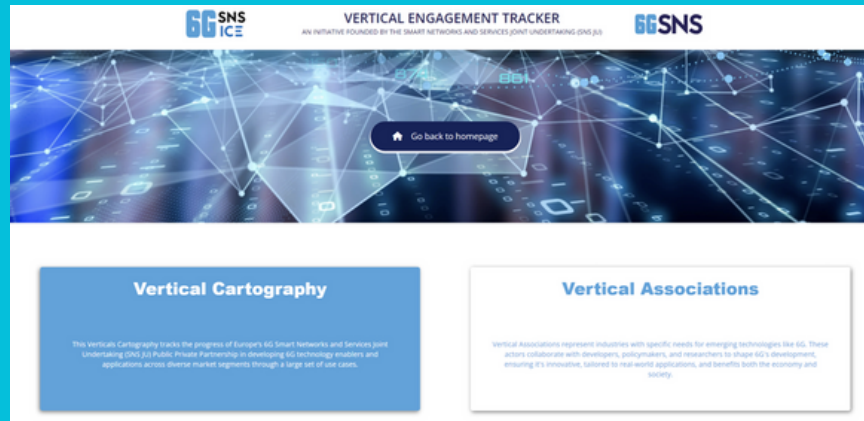 6G SNS
ICE
VERTICAL ENGAGEMENT TRACKER
AN INITIATIVE FOUNDED BY THE SMART NETWORKS AND SERVICES JOINT UNDERTAKING (SNS JU)
6GSNS
881
Go back to homepage
Vertical Cartography
This Verticals Cartography tracks the progress of Europe's 6G Smart Networks and Services Joint
Undertaking (SNS JU) Public Private Partnership in developing 6G technology enablers and
applications across diverse market segments through a large set of use cases.
Vertical Associations
Vertical Associations represent industries with specific needs for emerging technologies like 6G. These
actors collaborate with developers, policymakers, and researchers to shape 6G's development,
ensuring it's innovative, tailored to real-world applications, and benefits both the economy and
society.